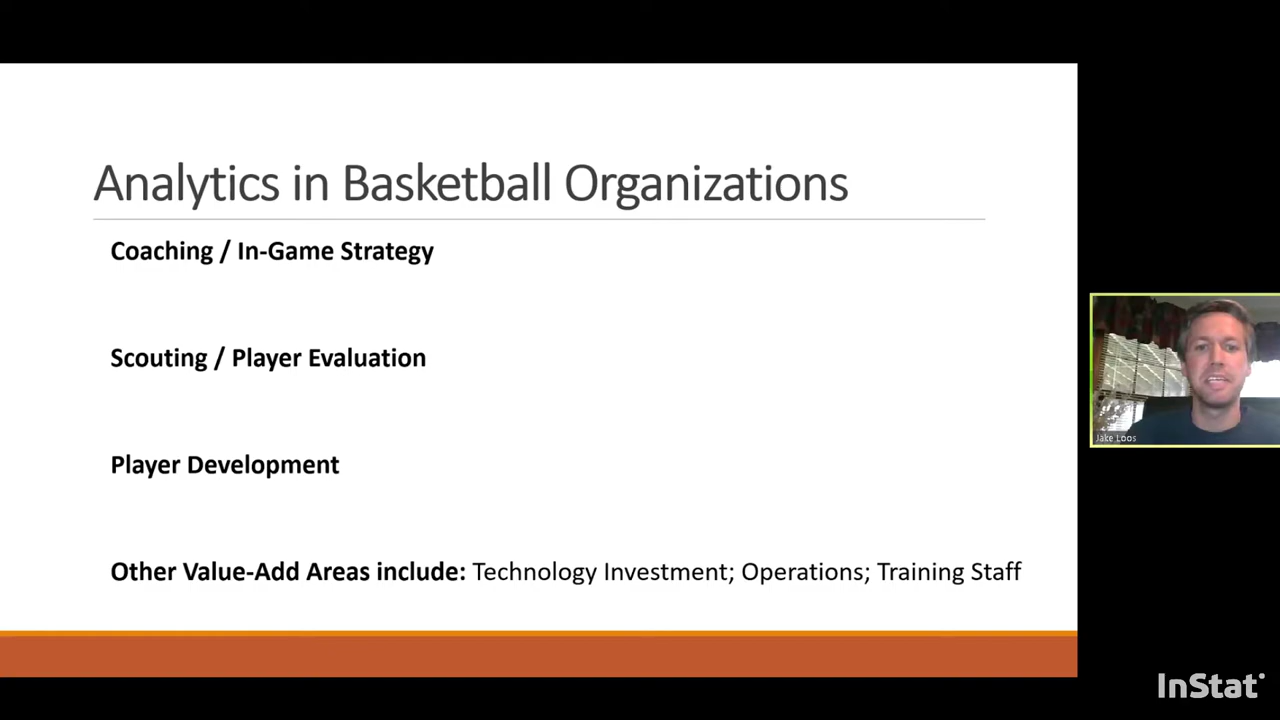 Analytics in Basketball Organizations
Coaching / In-Game Strategy
Scouting / Player Evaluation
Player Development
Other Value-Add Areas include: Technology Investment; Operations; Training Staff
Jake Loos
InStat